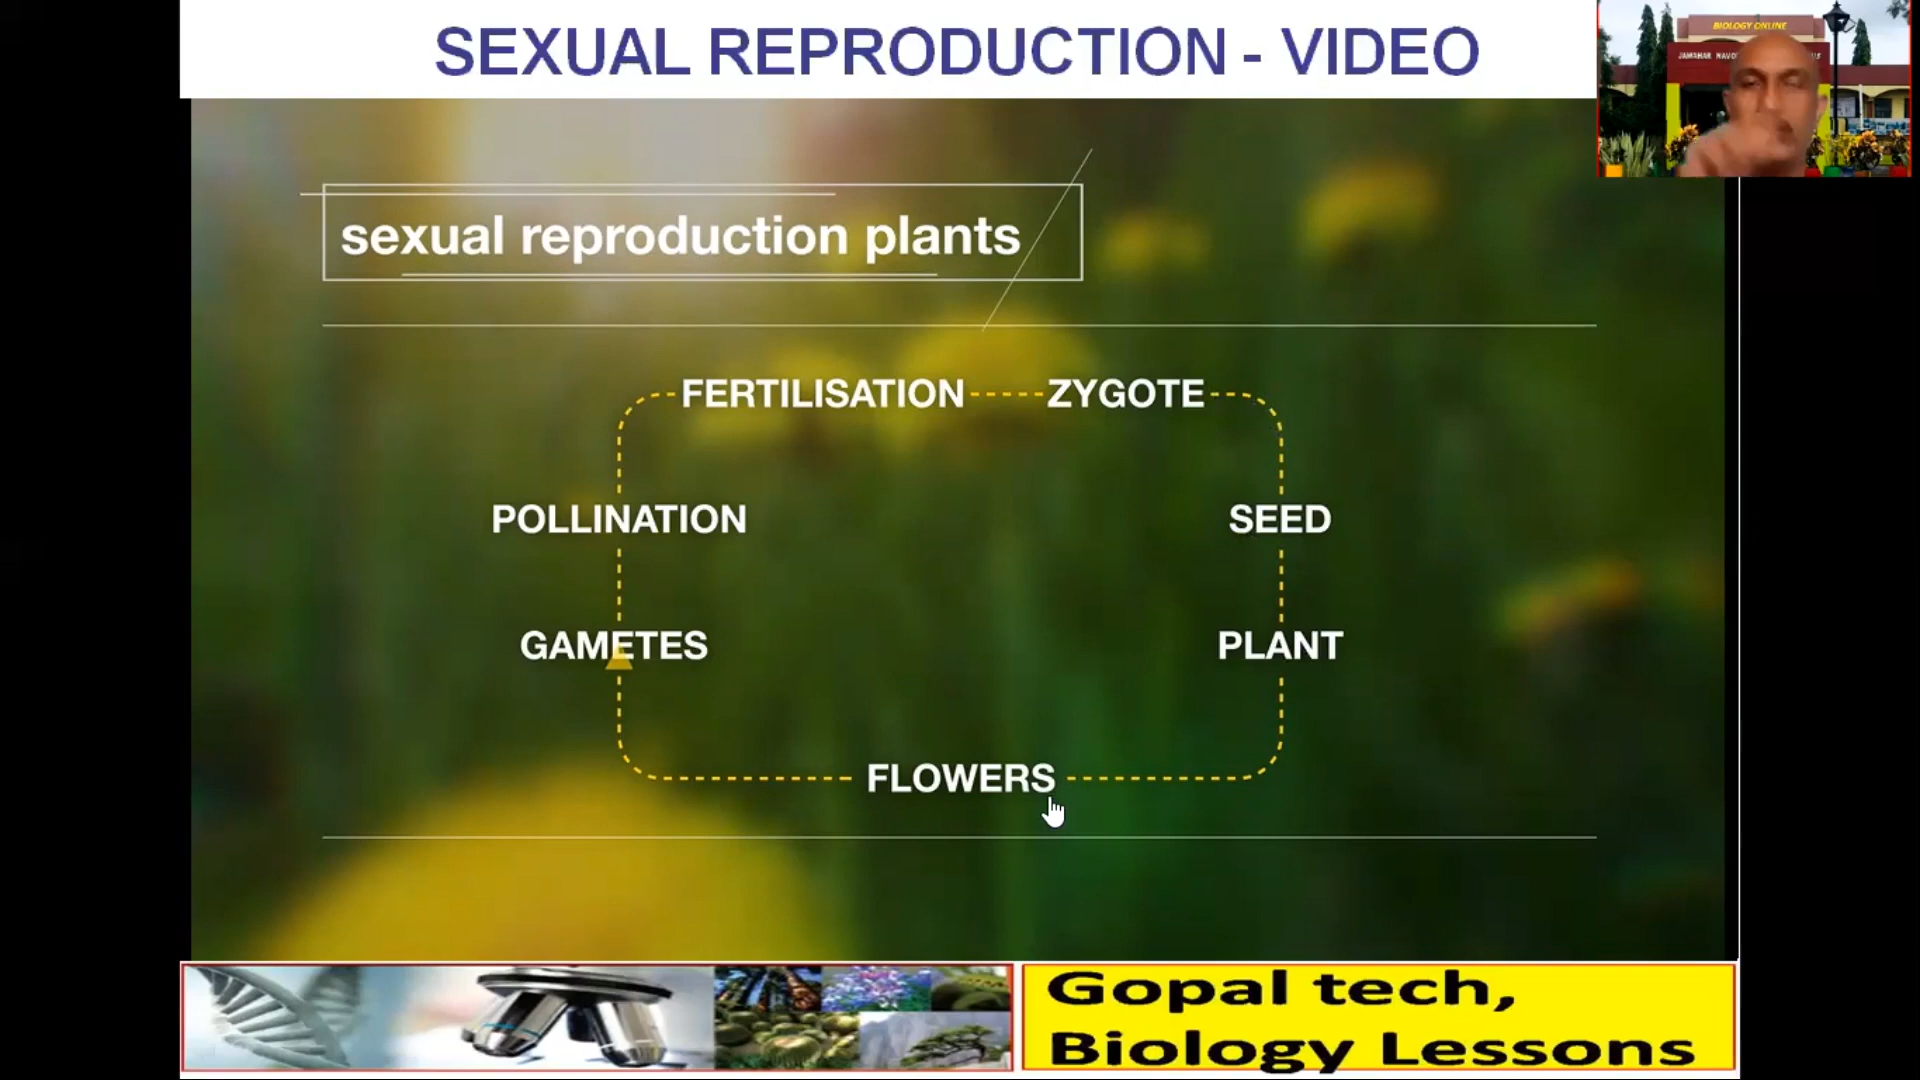 SEXUAL REPRODUCTION - VIDEO
BIOLOGY ONLINE
sexual reproduction plants
FERTILISATION
ZYGOTE
POLLINATION
SEED
GAMETES
PLANT
FLOWERS
Gopal tech,
Biology Lessons